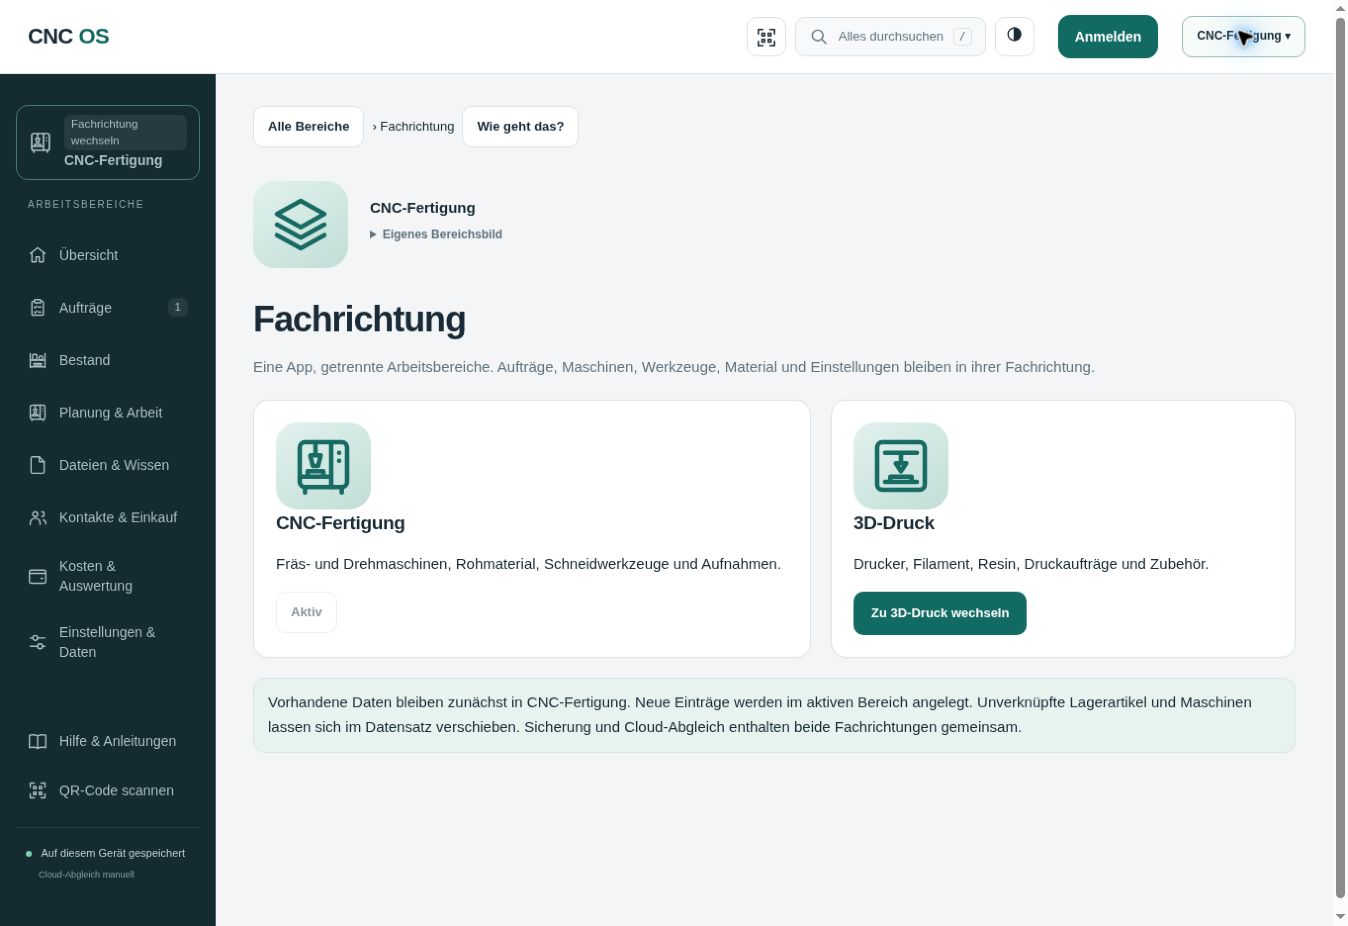 CNC OS
Alles durchsuchen /
Anmelden
CNC-Fertigung ▾
Fachrichtung
wechseln
CNC-Fertigung
ARBEITSBEREICHE
Übersicht
Aufträge 1
Bestand
Planung & Arbeit
Dateien & Wissen
Kontakte & Einkauf
Kosten &
Auswertung
Einstellungen &
Daten
Hilfe & Anleitungen
QR-Code scannen
Auf diesem Gerät gespeichert
Cloud-Abgleich manuell
Alle Bereiche › Fachrichtung Wie geht das?
CNC-Fertigung
Eigenes Bereichsbild
Fachrichtung
Eine App, getrennte Arbeitsbereiche. Aufträge, Maschinen, Werkzeuge, Material und Einstellungen bleiben in ihrer Fachrichtung.
CNC-Fertigung
Fräs- und Drehmaschinen, Rohmaterial, Schneidwerkzeuge und Aufnahmen.
Aktiv
3D-Druck
Drucker, Filament, Resin, Druckaufträge und Zubehör.
Zu 3D-Druck wechseln
Vorhandene Daten bleiben zunächst in CNC-Fertigung. Neue Einträge werden im aktiven Bereich angelegt. Unverknüpfte Lagerartikel und Maschinen
lassen sich im Datensatz verschieben. Sicherung und Cloud-Abgleich enthalten beide Fachrichtungen gemeinsam.